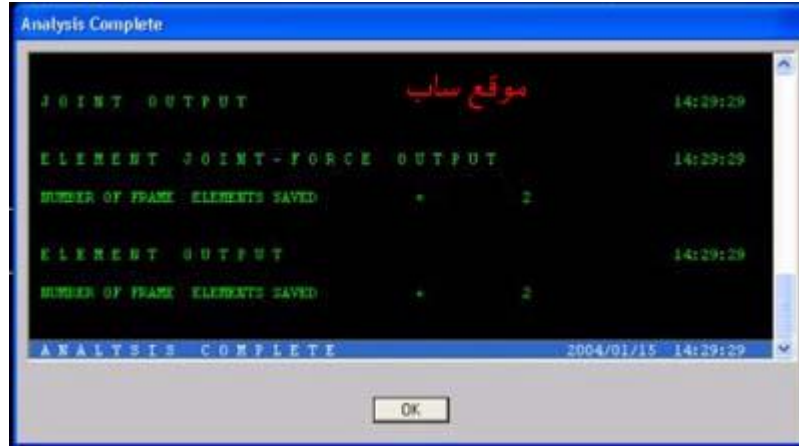 Analysis Complete
موقع ساب
J O I N T   O U T P U T   14:29:29
E L E M E N T   J O I N T - F O R C E   O U T P U T   14:29:29
NUMBER OF FRAME ELEMENTS SAVED = 2
E L E M E N T   O U T P U T   14:29:29
NUMBER OF FRAME ELEMENTS SAVED = 2
A N A L Y S I S   C O M P L E T E   2004/01/15 14:29:29
OK